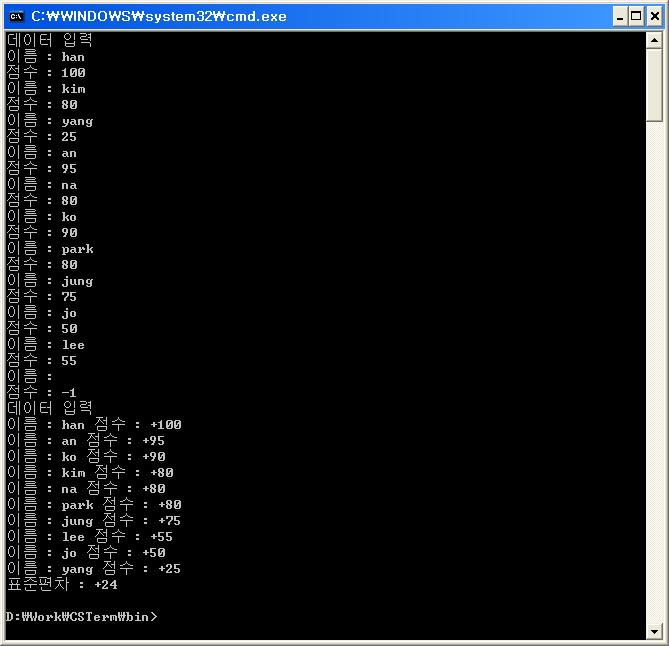 C:₩WINDOWS₩system32₩cmd.exe
데이터 입력
이름 : han
점수 : 100
이름 : kim
점수 : 80
이름 : yang
점수 : 25
이름 : an
점수 : 95
이름 : na
점수 : 80
이름 : ko
점수 : 90
이름 : park
점수 : 80
이름 : jung
점수 : 75
이름 : jo
점수 : 50
이름 : lee
점수 : 55
이름 :
점수 : -1
데이터 입력
이름 : han 점수 : +100
이름 : an 점수 : +95
이름 : ko 점수 : +90
이름 : kim 점수 : +80
이름 : na 점수 : +80
이름 : park 점수 : +80
이름 : jung 점수 : +75
이름 : lee 점수 : +55
이름 : jo 점수 : +50
이름 : yang 점수 : +25
표준편차 : +24
D:₩Work₩CSTerm₩bin>